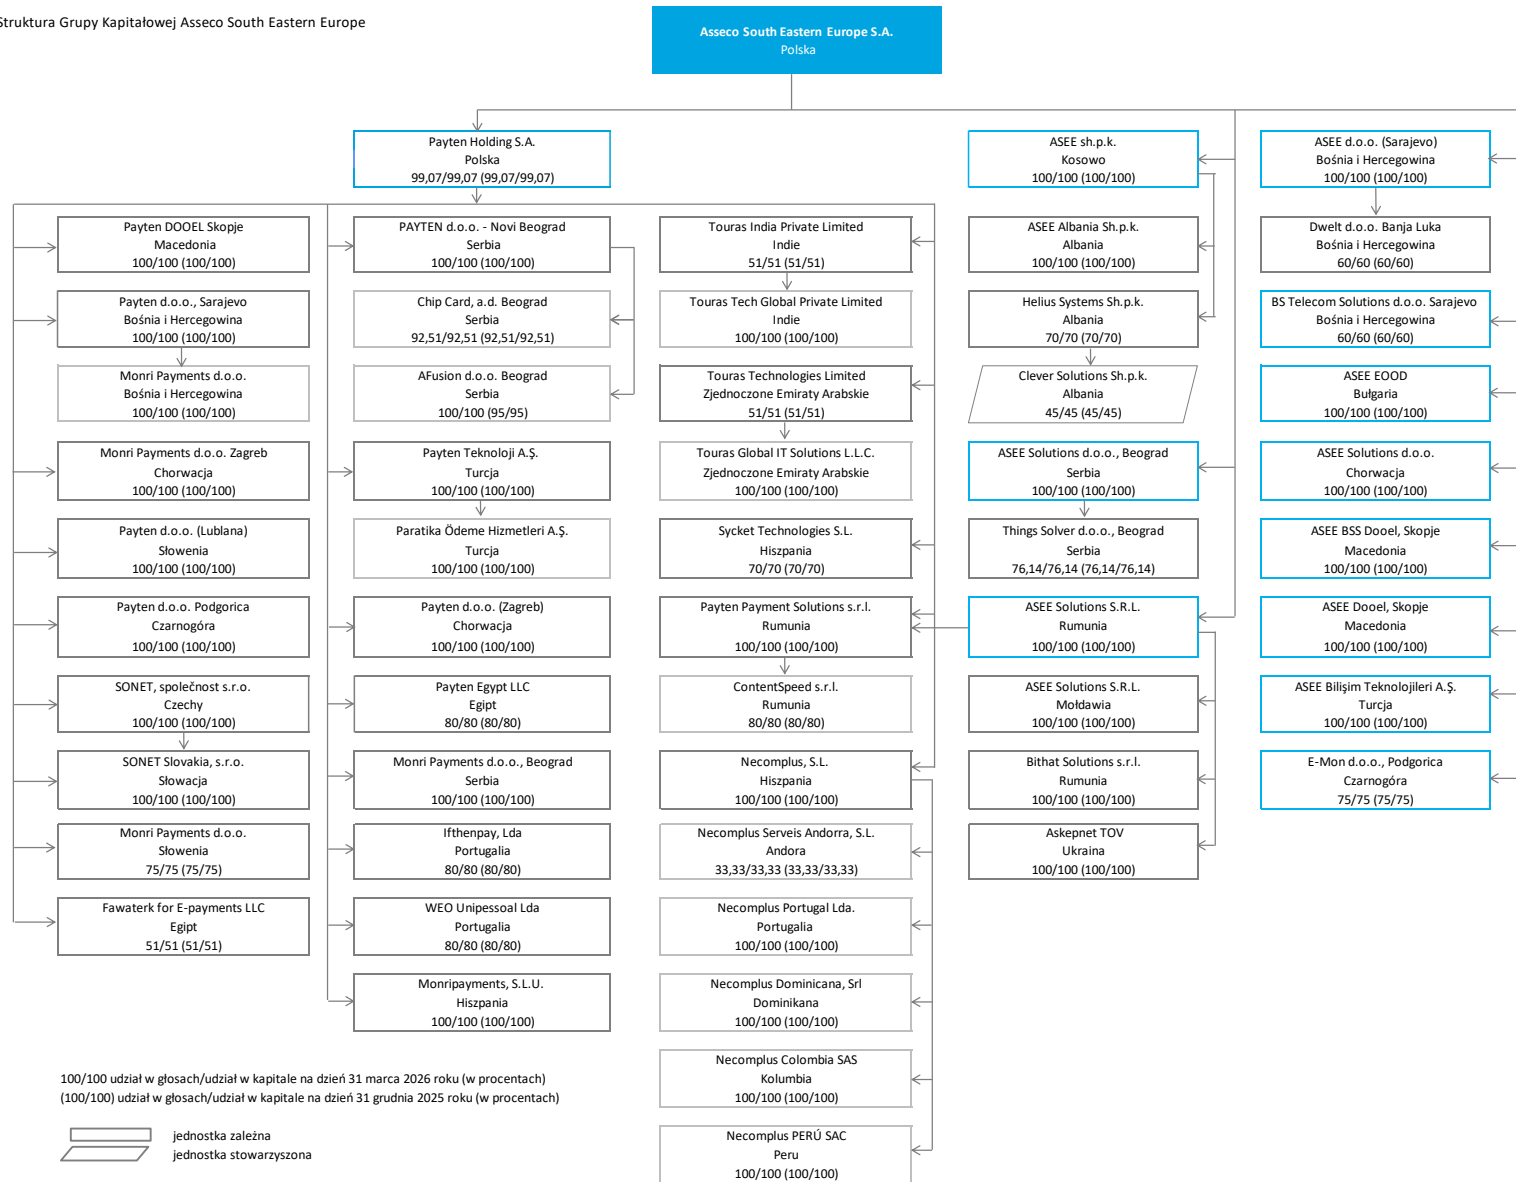 Struktura Grupy Kapitałowej Asseco South Eastern Europe
Asseco South Eastern Europe S.A.
Polska
Payten Holding S.A.
Polska
99,07/99,07 (99,07/99,07)
Payten DOOEL Skopje
Macedonia
100/100 (100/100)
Payten d.o.o., Sarajevo
Bośnia i Hercegowina
100/100 (100/100)
Monri Payments d.o.o.
Bośnia i Hercegowina
100/100 (100/100)
Monri Payments d.o.o. Zagreb
Chorwacja
100/100 (100/100)
Payten d.o.o. (Lublana)
Słowenia
100/100 (100/100)
Payten d.o.o. Podgorica
Czarnogóra
100/100 (100/100)
SONET, společnost s.r.o.
Czechy
100/100 (100/100)
SONET Slovakia, s.r.o.
Słowacja
100/100 (100/100)
Monri Payments d.o.o.
Słowenia
75/75 (75/75)
Fawaterk for E-payments LLC
Egipt
51/51 (51/51)
PAYTEN d.o.o. - Novi Beograd
Serbia
100/100 (100/100)
Chip Card, a.d. Beograd
Serbia
92,51/92,51 (92,51/92,51)
AFusion d.o.o. Beograd
Serbia
100/100 (95/95)
Payten Teknoloji A.Ş.
Turcja
100/100 (100/100)
Paratika Ödeme Hizmetleri A.Ş.
Turcja
100/100 (100/100)
Payten d.o.o. (Zagreb)
Chorwacja
100/100 (100/100)
Payten Egypt LLC
Egipt
80/80 (80/80)
Monri Payments d.o.o., Beograd
Serbia
100/100 (100/100)
Ifthenpay, Lda
Portugalia
80/80 (80/80)
WEO Unipessoal Lda
Portugalia
80/80 (80/80)
Monripayments, S.L.U.
Hiszpania
100/100 (100/100)
Touras India Private Limited
Indie
51/51 (51/51)
Touras Tech Global Private Limited
Indie
100/100 (100/100)
Touras Technologies Limited
Zjednoczone Emiraty Arabskie
51/51 (51/51)
Touras Global IT Solutions L.L.C.
Zjednoczone Emiraty Arabskie
100/100 (100/100)
Sycket Technologies S.L.
Hiszpania
70/70 (70/70)
Payten Payment Solutions s.r.l.
Rumunia
100/100 (100/100)
ContentSpeed s.r.l.
Rumunia
80/80 (80/80)
Necomplus, S.L.
Hiszpania
100/100 (100/100)
Necomplus Serveis Andorra, S.L.
Andora
33,33/33,33 (33,33/33,33)
Necomplus Portugal Lda.
Portugalia
100/100 (100/100)
Necomplus Dominicana, Srl
Dominikana
100/100 (100/100)
Necomplus Colombia SAS
Kolumbia
100/100 (100/100)
Necomplus PERÚ SAC
Peru
100/100 (100/100)
ASEE sh.p.k.
Kosowo
100/100 (100/100)
ASEE Albania Sh.p.k.
Albania
100/100 (100/100)
Helius Systems Sh.p.k.
Albania
70/70 (70/70)
Clever Solutions Sh.p.k.
Albania
45/45 (45/45)
ASEE Solutions d.o.o., Beograd
Serbia
100/100 (100/100)
Things Solver d.o.o., Beograd
Serbia
76,14/76,14 (76,14/76,14)
ASEE Solutions S.R.L.
Rumunia
100/100 (100/100)
ASEE Solutions S.R.L.
Mołdawia
100/100 (100/100)
Bithat Solutions s.r.l.
Rumunia
100/100 (100/100)
Askepnet TOV
Ukraina
100/100 (100/100)
ASEE d.o.o. (Sarajevo)
Bośnia i Hercegowina
100/100 (100/100)
Dwelt d.o.o. Banja Luka
Bośnia i Hercegowina
60/60 (60/60)
BS Telecom Solutions d.o.o. Sarajevo
Bośnia i Hercegowina
60/60 (60/60)
ASEE EOOD
Bułgaria
100/100 (100/100)
ASEE Solutions d.o.o.
Chorwacja
100/100 (100/100)
ASEE BSS Dooel, Skopje
Macedonia
100/100 (100/100)
ASEE Dooel, Skopje
Macedonia
100/100 (100/100)
ASEE Bilişim Teknolojileri A.Ş.
Turcja
100/100 (100/100)
E-Mon d.o.o., Podgorica
Czarnogóra
75/75 (75/75)
100/100 udział w głosach/udział w kapitale na dzień 31 marca 2026 roku (w procentach)
(100/100) udział w głosach/udział w kapitale na dzień 31 grudnia 2025 roku (w procentach)
jednostka zależna
jednostka stowarzyszona